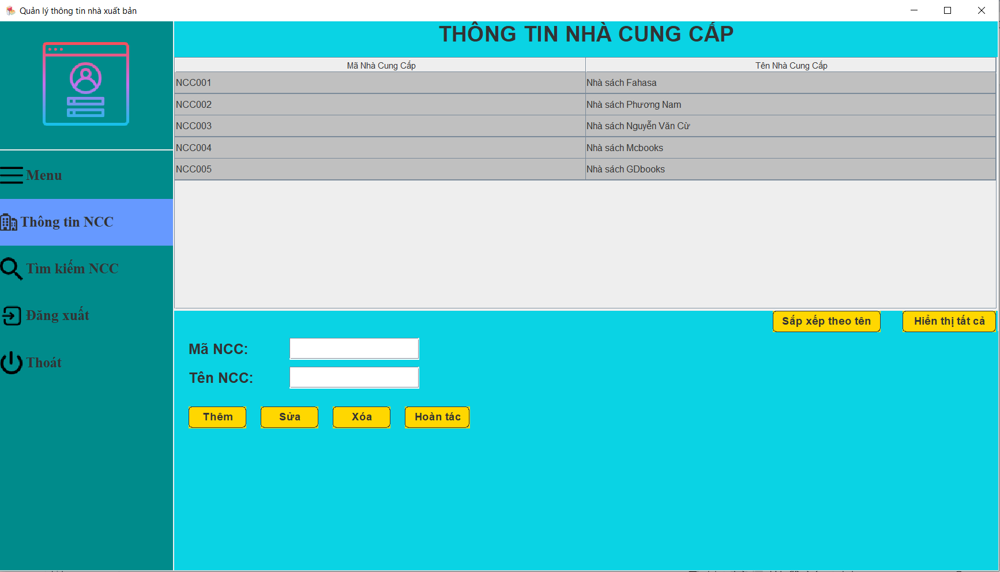 Quản lý thông tin nhà xuất bản
THÔNG TIN NHÀ CUNG CẤP
Mã Nhà Cung Cấp Tên Nhà Cung Cấp
NCC001 Nhà sách Fahasa
NCC002 Nhà sách Phương Nam
NCC003 Nhà sách Nguyễn Văn Cừ
NCC004 Nhà sách Mcbooks
NCC005 Nhà sách GDbooks
Menu
Thông tin NCC
Tìm kiếm NCC
Đăng xuất
Thoát
Sắp xếp theo tên Hiển thị tất cả
Mã NCC:
Tên NCC:
Thêm Sửa Xóa Hoàn tác